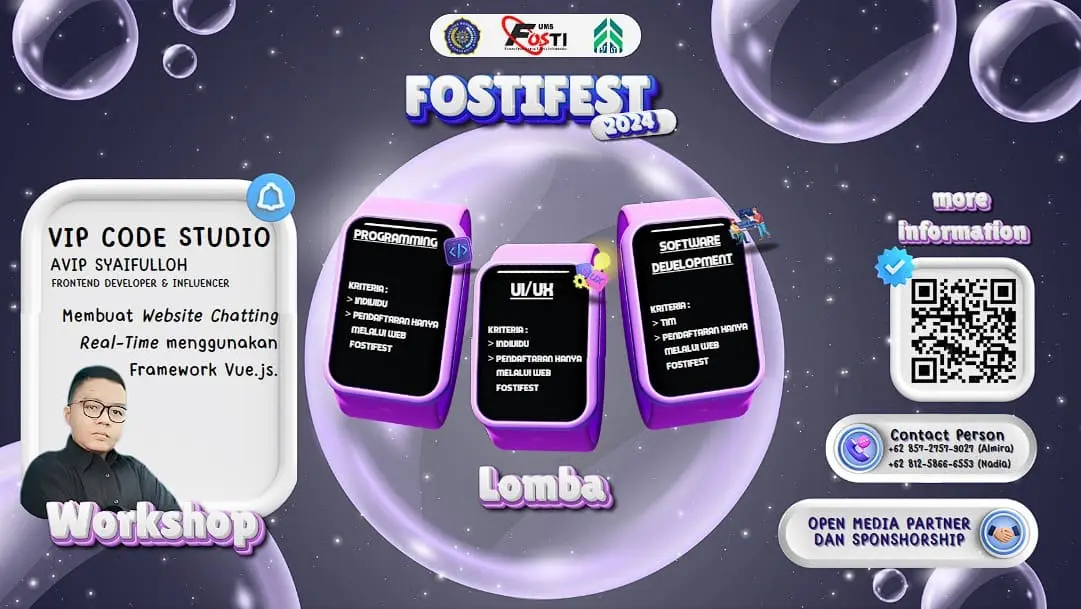 UMS
FOSTI
FOSTIFEST
2024
VIP CODE STUDIO
AVIP SYAIFULLOH
FRONTEND DEVELOPER & INFLUENCER
Membuat Website Chatting
Real-Time menggunakan
Framework Vue.js.
Workshop
PROGRAMMING
KRITERIA :
> INDIVIDU
> PENDAFTARAN HANYA
MELALUI WEB
FOSTIFEST
UI/UX
KRITERIA :
> INDIVIDU
> PENDAFTARAN HANYA
MELALUI WEB
FOSTIFEST
SOFTWARE
DEVELOPMENT
KRITERIA :
> TIM
> PENDAFTARAN HANYA
MELALUI WEB
FOSTIFEST
Lomba
more
information
Contact Person
+62 857-2757-9027 (Almira)
+62 812-5866-6553 (Nadia)
OPEN MEDIA PARTNER
DAN SPONSHORSHIP